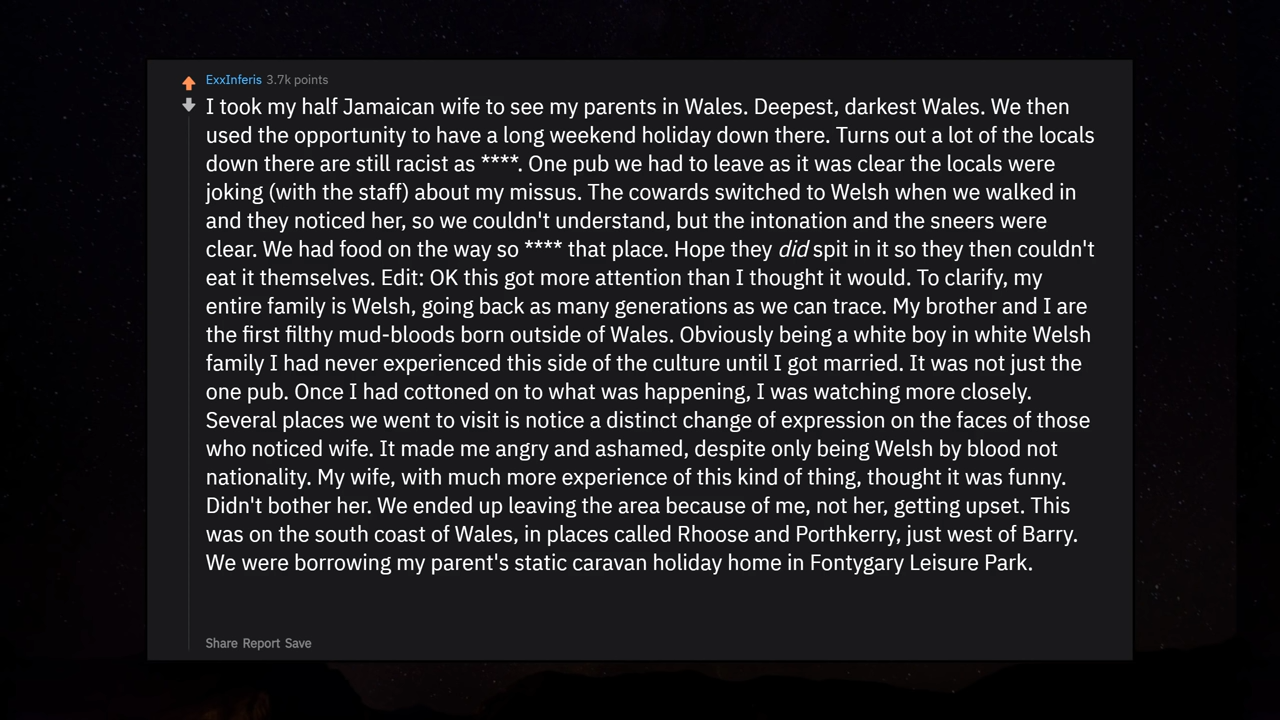 ExxInferis 3.7k points
I took my half Jamaican wife to see my parents in Wales. Deepest, darkest Wales. We then
used the opportunity to have a long weekend holiday down there. Turns out a lot of the locals
down there are still racist as ****. One pub we had to leave as it was clear the locals were
joking (with the staff) about my missus. The cowards switched to Welsh when we walked in
and they noticed her, so we couldn't understand, but the intonation and the sneers were
clear. We had food on the way so **** that place. Hope they did spit in it so they then couldn't
eat it themselves. Edit: OK this got more attention than I thought it would. To clarify, my
entire family is Welsh, going back as many generations as we can trace. My brother and I are
the first filthy mud-bloods born outside of Wales. Obviously being a white boy in white Welsh
family I had never experienced this side of the culture until I got married. It was not just the
one pub. Once I had cottoned on to what was happening, I was watching more closely.
Several places we went to visit is notice a distinct change of expression on the faces of those
who noticed wife. It made me angry and ashamed, despite only being Welsh by blood not
nationality. My wife, with much more experience of this kind of thing, thought it was funny.
Didn't bother her. We ended up leaving the area because of me, not her, getting upset. This
was on the south coast of Wales, in places called Rhoose and Porthkerry, just west of Barry.
We were borrowing my parent's static caravan holiday home in Fontygary Leisure Park.
Share Report Save